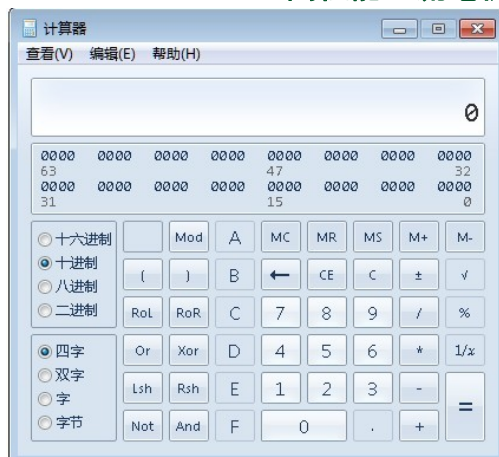 计算器
查看(V) 编辑(E) 帮助(H)
0
0000 0000 0000 0000 0000 0000 0000 0000
63 47 32
0000 0000 0000 0000 0000 0000 0000 0000
31 15 0
十六进制 Mod A MC MR MS M+ M-
十进制 ( ) B ← CE C ± √
八进制
二进制 RoL RoR C 7 8 9 / %
四字 Or Xor D 4 5 6 * 1/x
双字
字 Lsh Rsh E 1 2 3 - =
字节 Not And F 0 . +